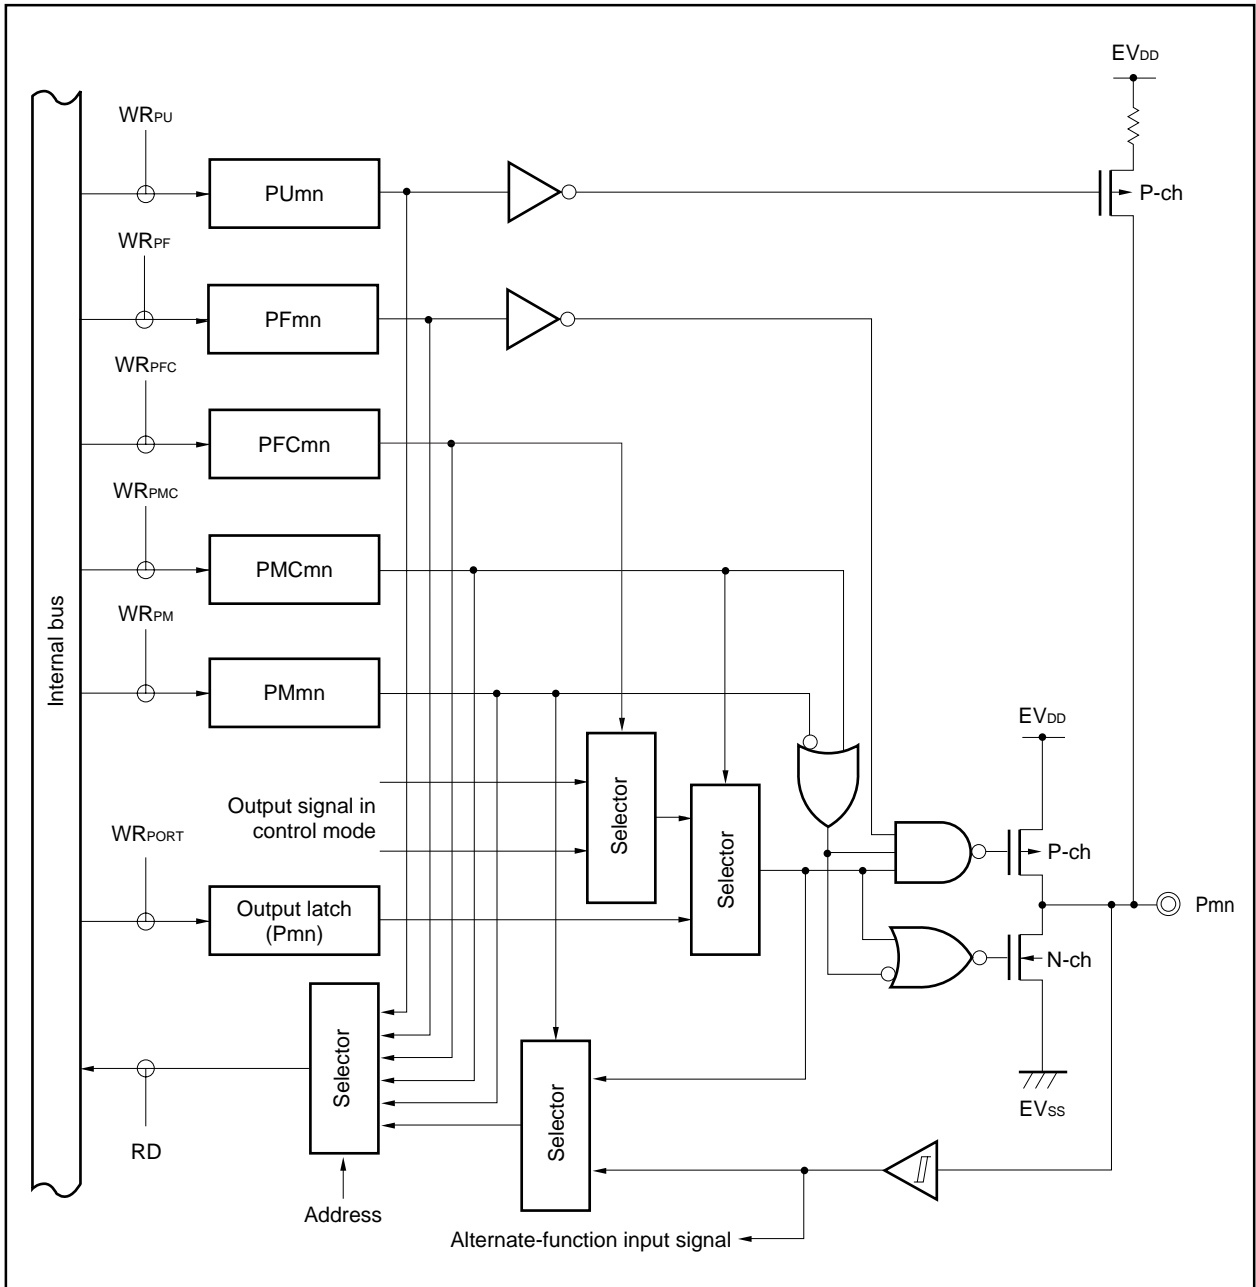 EVDD
WRPU
PUmn
P-ch
WRPF
PFmn
WRPFC
PFCmn
WRPMC
PMCmn
WRPM
PMmn
Internal bus
EVDD
Output signal in
control mode
Selector
Selector
P-ch
WRPORT
Output latch
(Pmn)
Pmn
N-ch
Selector
Selector
EVSS
RD
Address
Alternate-function input signal